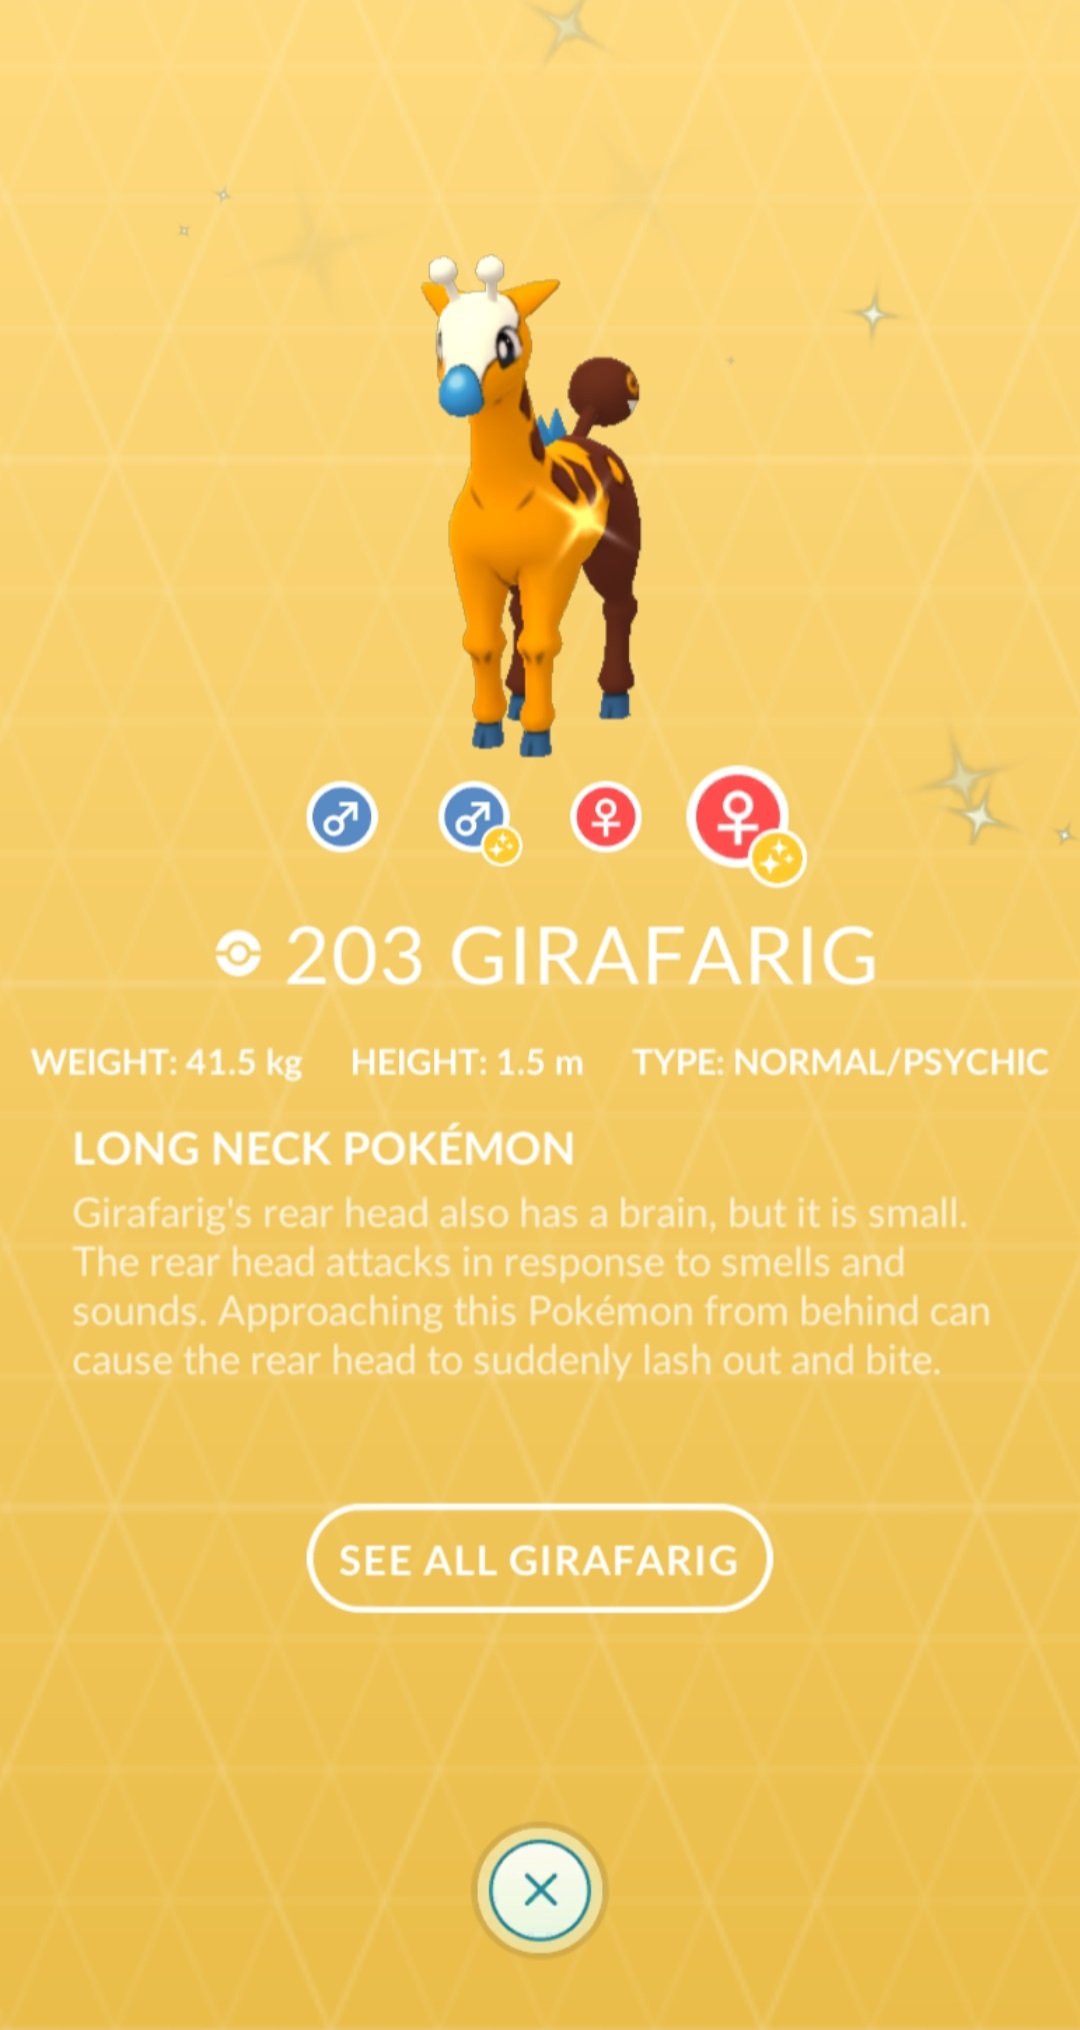 203 GIRAFARIG
WEIGHT: 41.5 kg HEIGHT: 1.5 m TYPE: NORMAL/PSYCHIC
LONG NECK POKÉMON
Girafarig's rear head also has a brain, but it is small.
The rear head attacks in response to smells and
sounds. Approaching this Pokémon from behind can
cause the rear head to suddenly lash out and bite.
SEE ALL GIRAFARIG